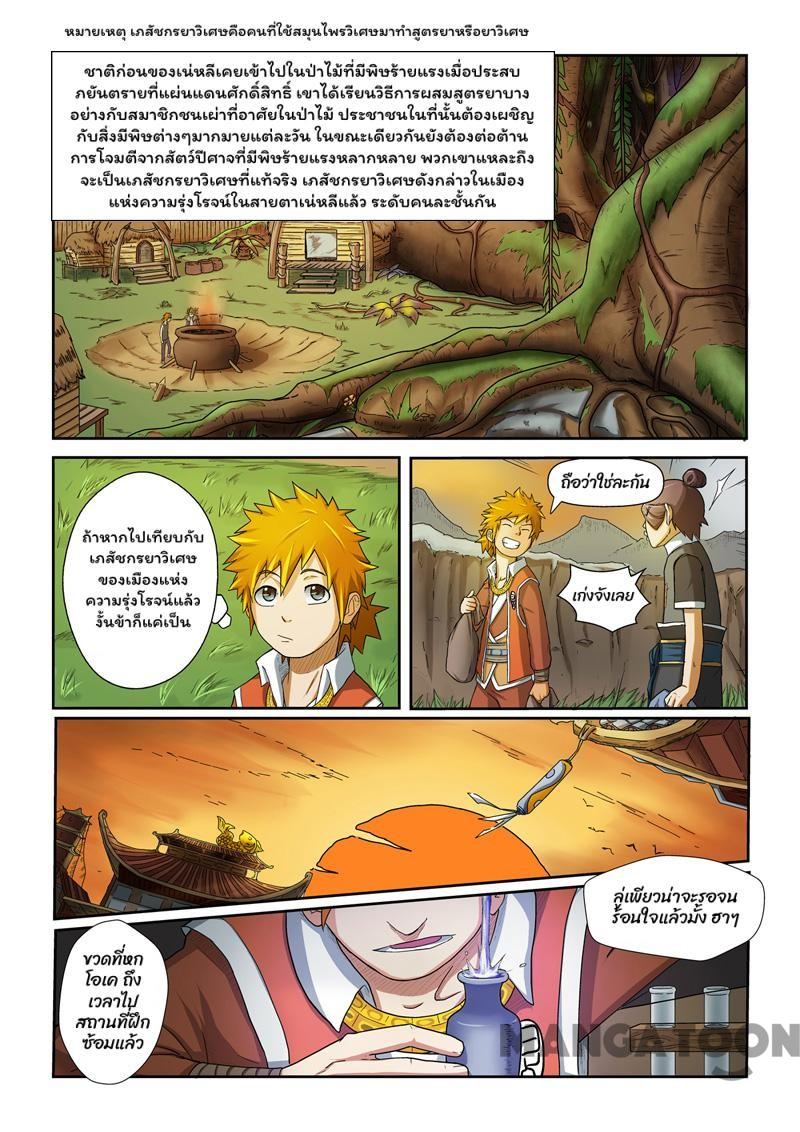 หมายเหตุ เภสัชกรยาวิเศษคือคนที่ใช้สมุนไพรวิเศษมาทำสูตรยาหรือยาวิเศษ
ชาติก่อนของเน่หลีเคยเข้าไปในป่าไม้ที่มีพิษร้ายแรงเมื่อประสบ
ภยันตรายที่แผ่นแดนศักดิ์สิทธิ์ เขาได้เรียนวิธีการผสมสูตรยาบาง
อย่างกับสมาชิกชนเผ่าที่อาศัยในป่าไม้ ประชาชนในที่นั้นต้องเผชิญ
กับสิ่งมีพิษต่างๆมากมายแต่ละวัน ในขณะเดียวกันยังต้องต่อต้าน
การโจมตีจากสัตว์ปีศาจที่มีพิษร้ายแรงหลากหลาย พวกเขาแหละถึง
จะเป็นเภสัชกรยาวิเศษที่แท้จริง เภสัชกรยาวิเศษดังกล่าวในเมือง
แห่งความรุ่งโรจน์ในสายตาเน่หลีแล้ว ระดับคนละชั้นกัน
ถ้าหากไปเทียบกับ
เภสัชกรยาวิเศษ
ของเมืองแห่ง
ความรุ่งโรจน์แล้ว
งั้นข้าก็แค่เป็น
ถือว่าใช่ละกัน
เก่งจังเลย
ลู่เพียวน่าจะรอจน
ร้อนใจแล้วมั้ง ฮาๆ
ขวดที่หก
โอเค ถึง
เวลาไป
สถานที่ฝึก
ซ้อมแล้ว
MANGATOON